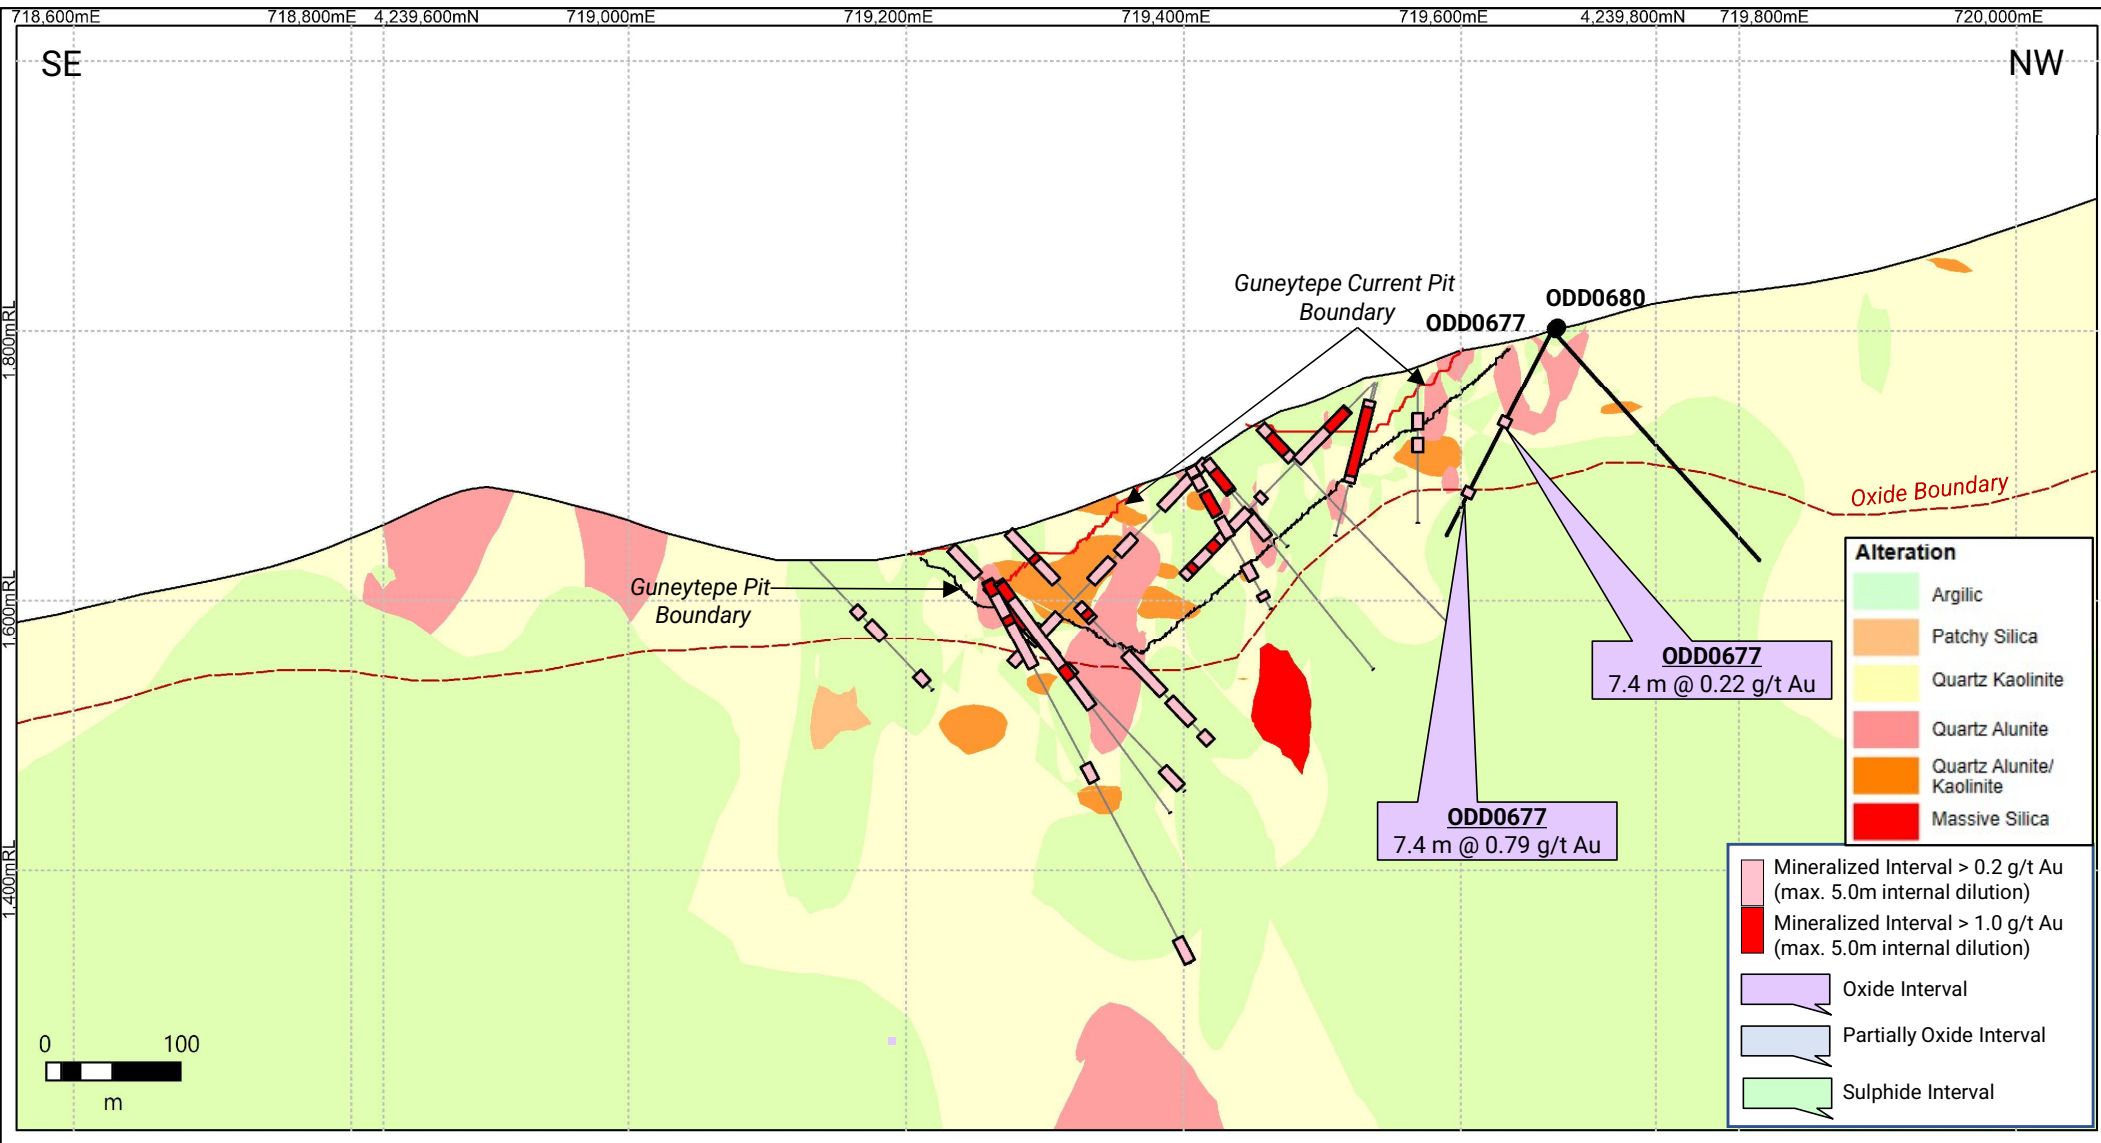 718,600mE
718,800mE
4,239,600mN
719,000mE
719,200mE
719,400mE
719,600mE
4,239,800mN
719,800mE
720,000mE
SE
NW
1,800mRL
1,600mRL
1,400mRL
Guneytepe Current Pit
Boundary
ODD0677
ODD0680
Oxide Boundary
Guneytepe Pit
Boundary
ODD0677
7.4 m @ 0.22 g/t Au
ODD0677
7.4 m @ 0.79 g/t Au
Alteration
Argilic
Patchy Silica
Quartz Kaolinite
Quartz Alunite
Quartz Alunite/
Kaolinite
Massive Silica
Mineralized Interval > 0.2 g/t Au
(max. 5.0m internal dilution)
Mineralized Interval > 1.0 g/t Au
(max. 5.0m internal dilution)
Oxide Interval
Partially Oxide Interval
Sulphide Interval
0
100
m